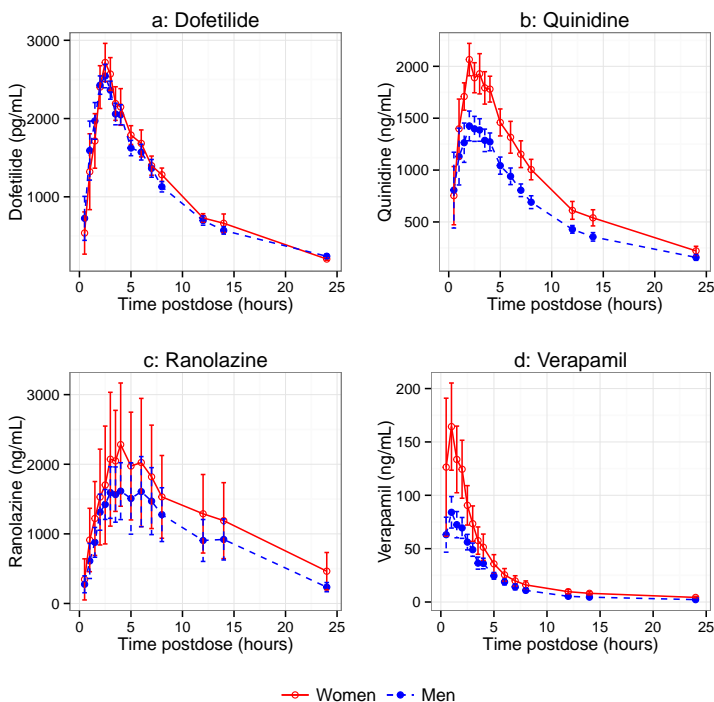 a: Dofetilide
Dofetilide (pg/mL)
3000
2000
1000
0 5 10 15 20 25
Time postdose (hours)
b: Quinidine
Quinidine (ng/mL)
2000
1500
1000
500
0 5 10 15 20 25
Time postdose (hours)
c: Ranolazine
Ranolazine (ng/mL)
3000
2000
1000
0
0 5 10 15 20 25
Time postdose (hours)
d: Verapamil
Verapamil (ng/mL)
200
150
100
50
0
0 5 10 15 20 25
Time postdose (hours)
Women Men